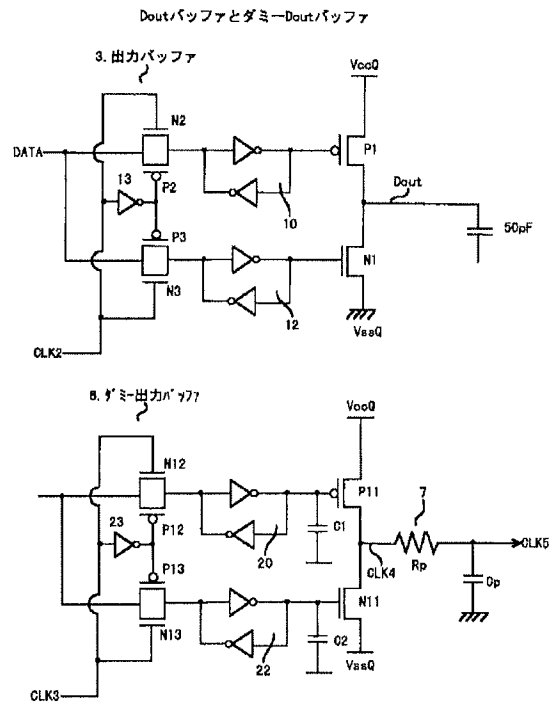 DoutバッファとダミーDoutバッファ
3. 出力バッファ
VccQ
N2
DATA
P1
13
P2
Dout
10
P3
50pF
N1
N3
12
CLK2
VssQ
6. ダミー出力バッファ
VccQ
N12
P11
7
23
P12
C1
20
CLK5
P13
CLK4
Rp
Cp
N11
N13
C2
22
VssQ
CLK3